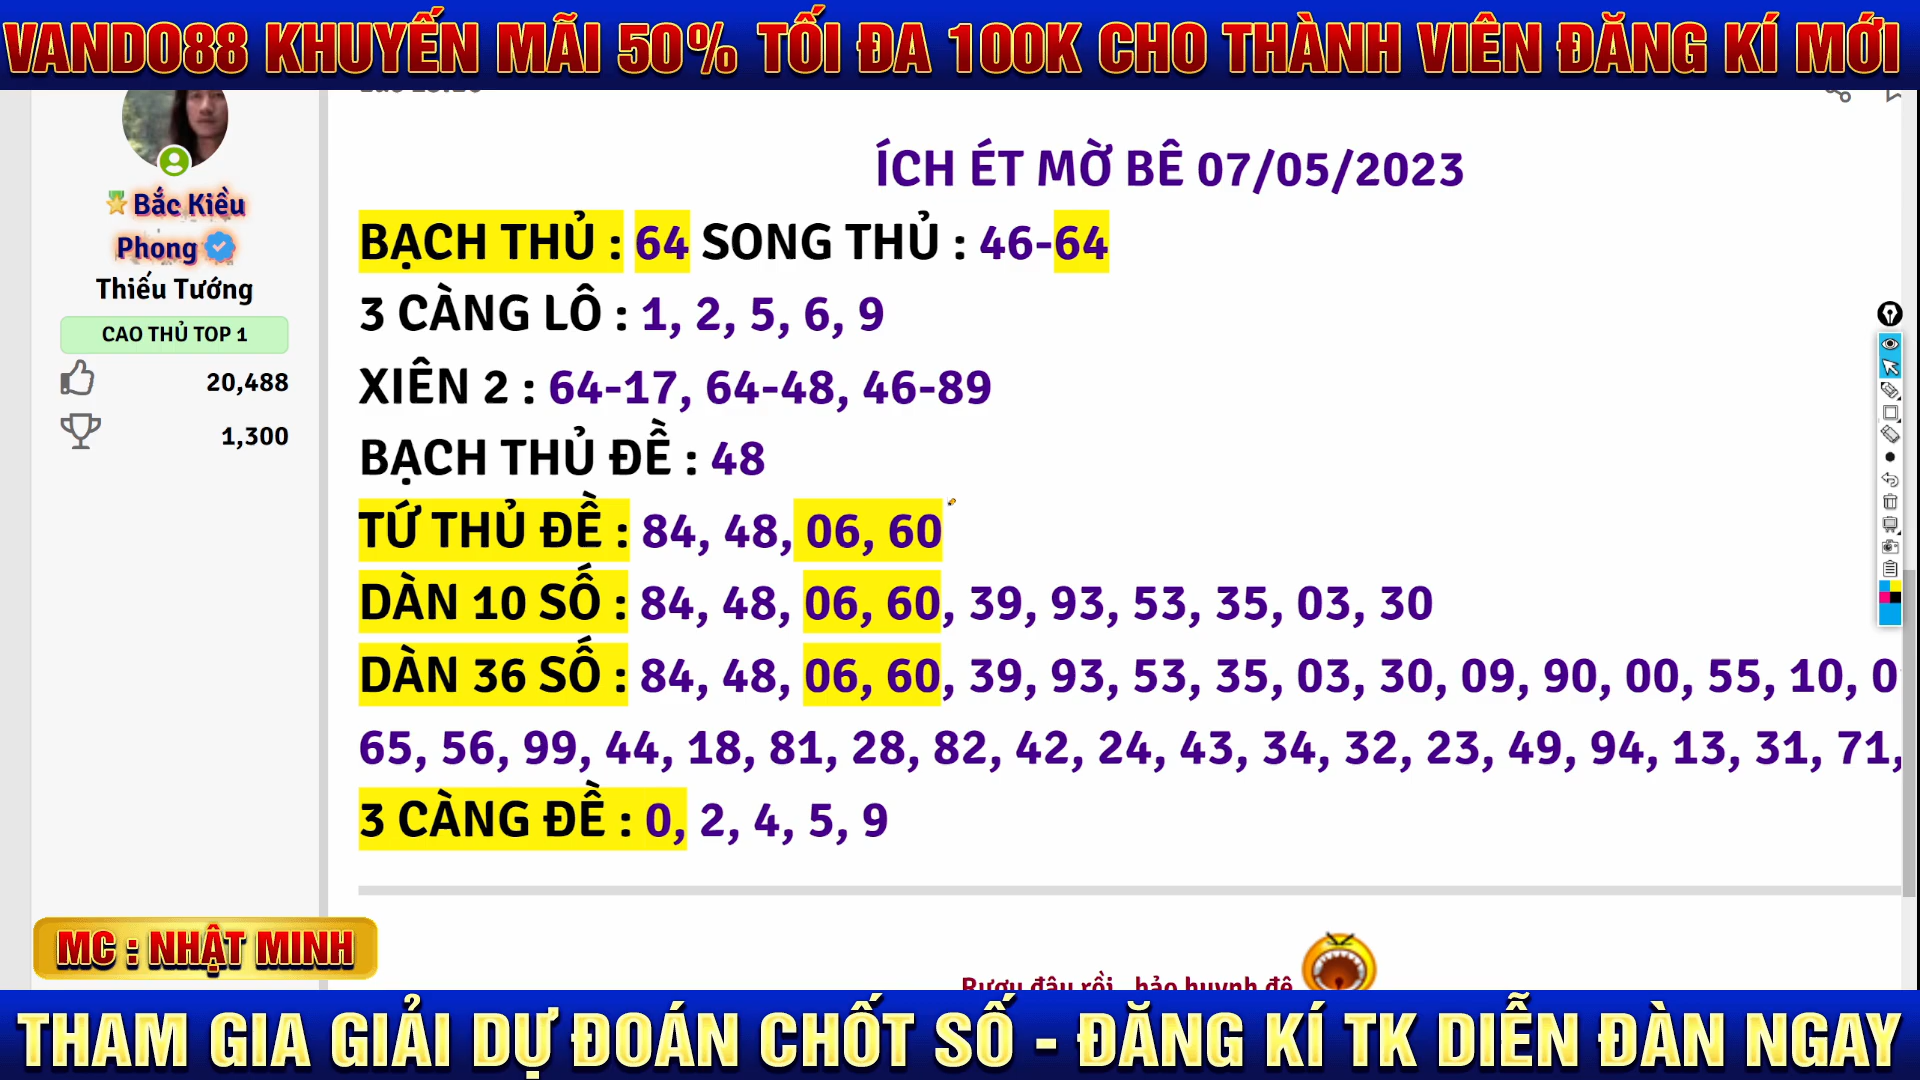 VANDO88 KHUYẾN MÃI 50% TỐI ĐA 100K CHO THÀNH VIÊN ĐĂNG KÍ MỚI
ÍCH ÉT MỜ BÊ 07/05/2023
Bắc Kiều
Phong
Thiếu Tướng
CAO THỦ TOP 1
20,488
1,300
BẠCH THỦ : 64 SONG THỦ : 46-64
3 CÀNG LÔ : 1, 2, 5, 6, 9
XIÊN 2 : 64-17, 64-48, 46-89
BẠCH THỦ ĐỀ : 48
TỨ THỦ ĐỀ : 84, 48, 06, 60
DÀN 10 SỐ : 84, 48, 06, 60, 39, 93, 53, 35, 03, 30
DÀN 36 SỐ : 84, 48, 06, 60, 39, 93, 53, 35, 03, 30, 09, 90, 00, 55, 10, 0
65, 56, 99, 44, 18, 81, 28, 82, 42, 24, 43, 34, 32, 23, 49, 94, 13, 31, 71,
3 CÀNG ĐỀ : 0, 2, 4, 5, 9
MC : NHẬT MINH
Rượu đâu rồi bảo huynh đệ
THAM GIA GIẢI DỰ ĐOÁN CHỐT SỐ - ĐĂNG KÍ TK DIỄN ĐÀN NGAY